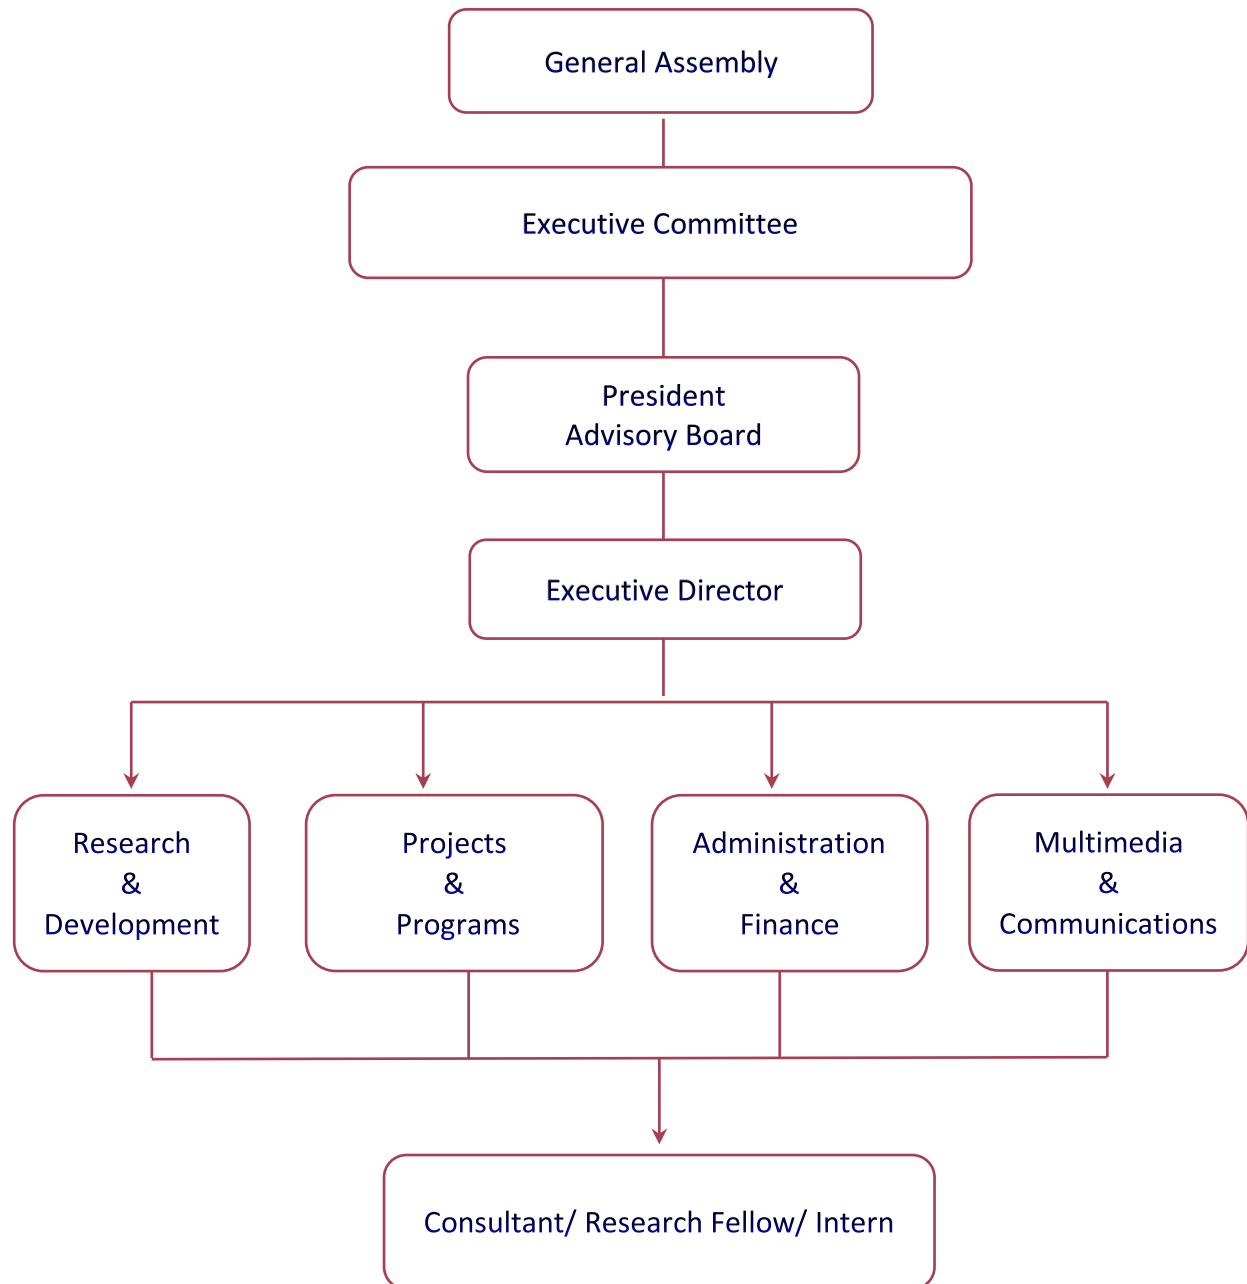 General Assembly
Executive Committee
President
Advisory Board
Executive Director
Research
&
Development
Projects
&
Programs
Administration
&
Finance
Multimedia
&
Communications
Consultant/ Research Fellow/ Intern